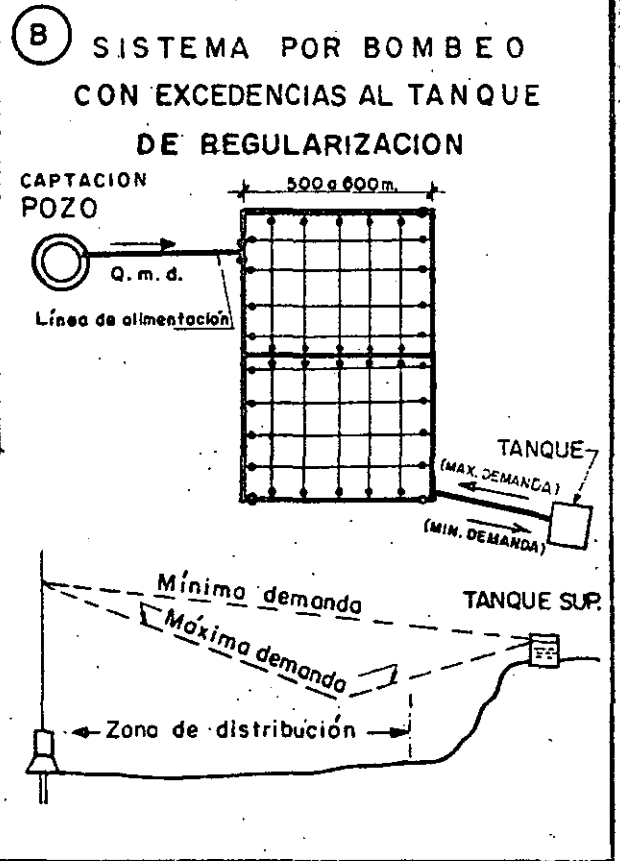 B
SISTEMA POR BOMBEO
CON EXCEDENCIAS AL TANQUE
DE REGULARIZACION
CAPTACION
POZO
500 a 600m.
Q. m. d.
Línea de alimentación
TANQUE
(MAX. DEMANDA)
(MIN. DEMANDA)
Mínima demanda
TANQUE SUP.
Máxima demanda
Zona de distribución